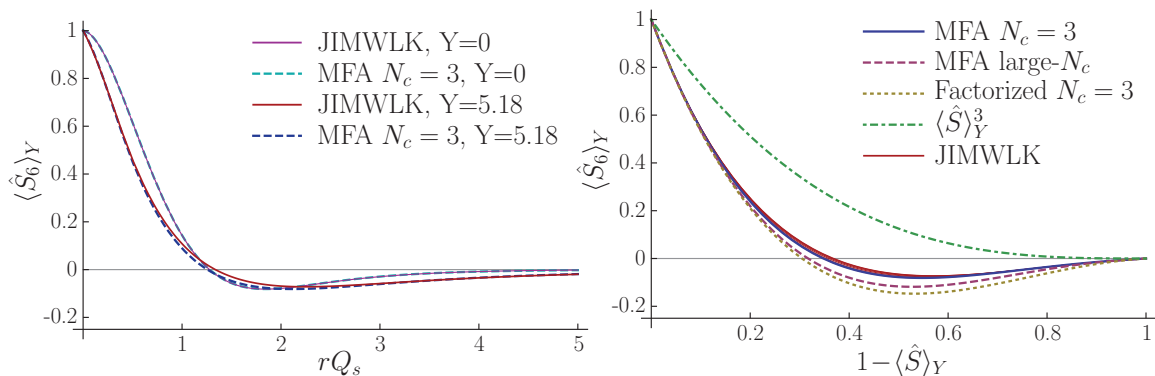 1
0.8
0.6
0.4
0.2
0
-0.2
⟨Ŝ₆⟩_Y
JIMWLK, Y=0
MFA N_c = 3, Y=0
JIMWLK, Y=5.18
MFA N_c = 3, Y=5.18
0 1 2 3 4 5
rQ_s
1
0.8
0.6
0.4
0.2
0
-0.2
⟨Ŝ₆⟩_Y
MFA N_c = 3
MFA large-N_c
Factorized N_c = 3
⟨Ŝ⟩³_Y
JIMWLK
0.2 0.4 0.6 0.8 1
1−⟨Ŝ⟩_Y